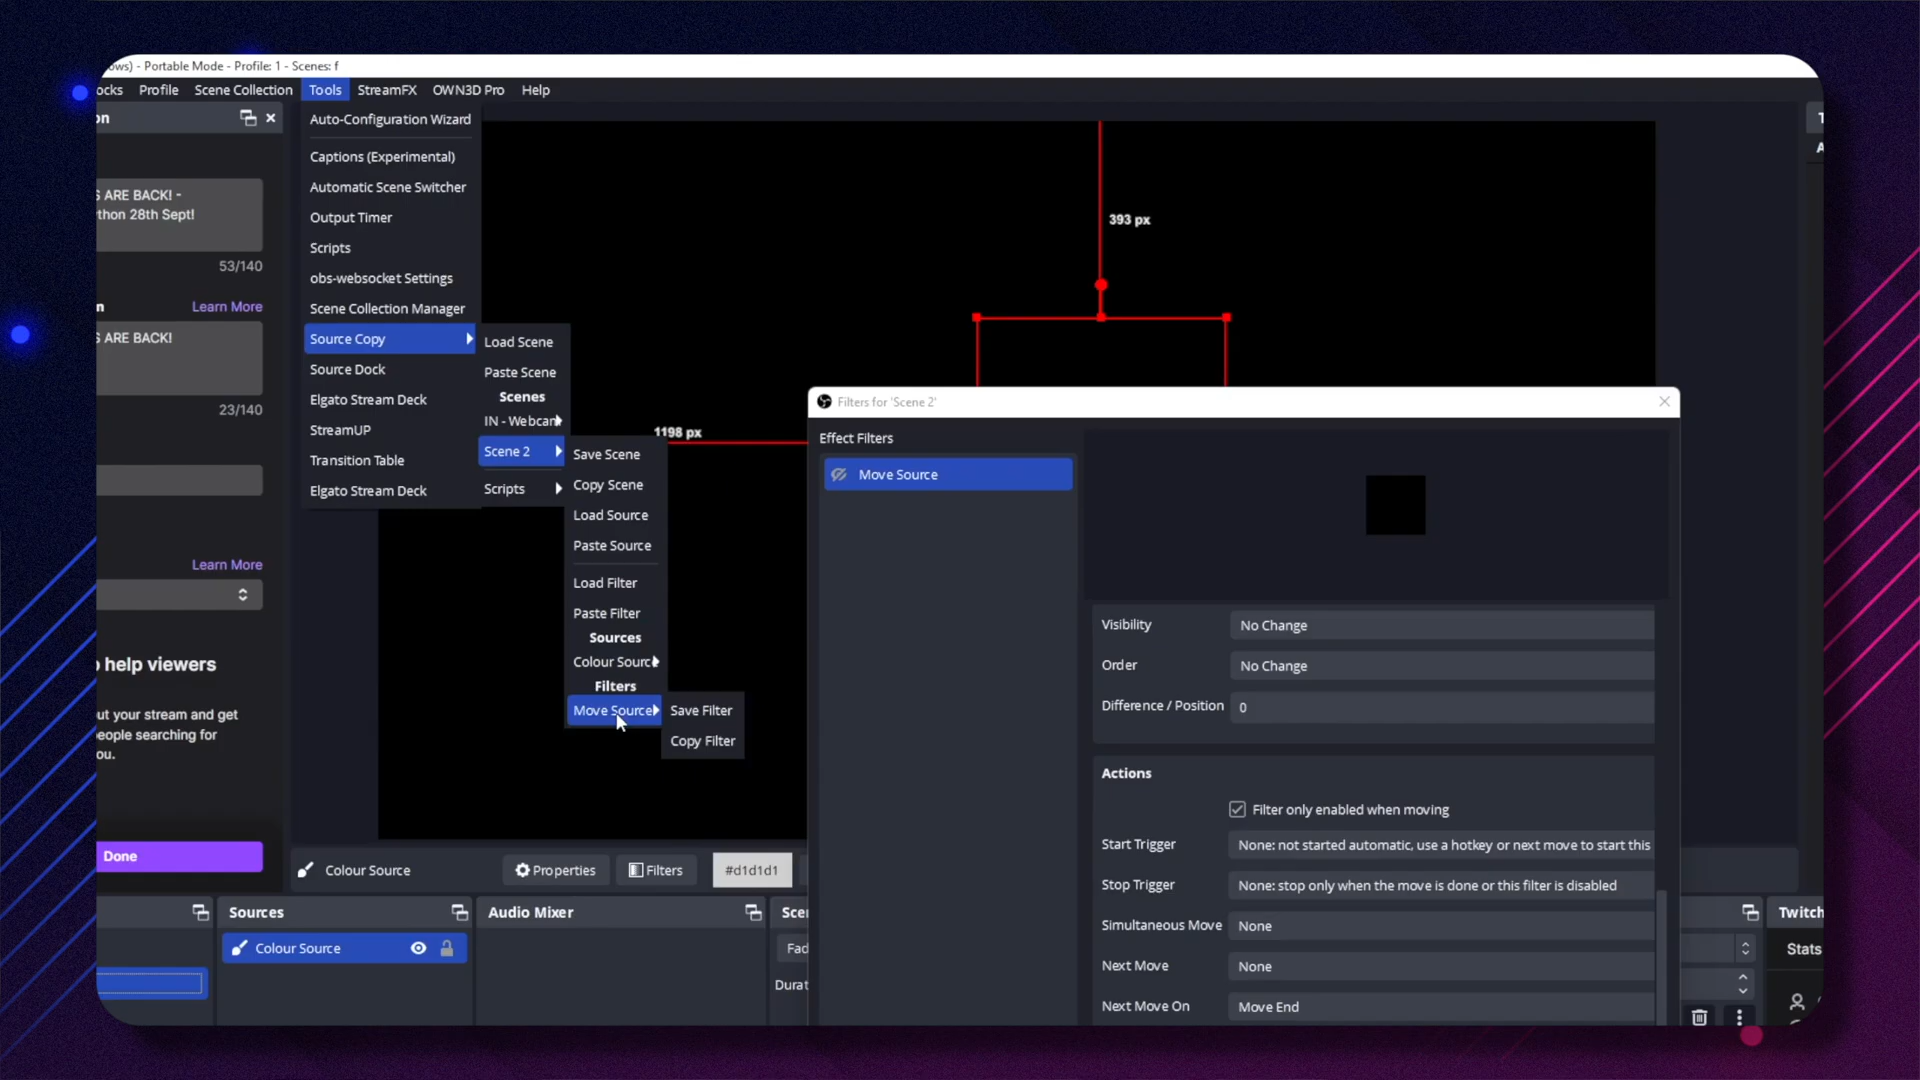 ows) - Portable Mode - Profile: 1 - Scenes: f
ocks Profile Scene Collection Tools StreamFX OWN3D Pro Help
on
S ARE BACK! -
thon 28th Sept!
53/140
n Learn More
S ARE BACK!
23/140
Learn More
o help viewers
ut your stream and get
eople searching for
ou.
Done
Auto-Configuration Wizard
Captions (Experimental)
Automatic Scene Switcher
Output Timer
Scripts
obs-websocket Settings
Scene Collection Manager
Source Copy
Source Dock
Elgato Stream Deck
StreamUP
Transition Table
Elgato Stream Deck
Load Scene
Paste Scene
Scenes
IN - Webcam
Scene 2
Scripts
Save Scene
Copy Scene
Load Source
Paste Source
Load Filter
Paste Filter
Sources
Colour Source
Filters
Move Source
Save Filter
Copy Filter
393 px
1198 px
Filters for 'Scene 2'
Effect Filters
Move Source
Visibility No Change
Order No Change
Difference / Position 0
Actions
Filter only enabled when moving
Start Trigger None: not started automatic, use a hotkey or next move to start this
Stop Trigger None: stop only when the move is done or this filter is disabled
Simultaneous Move None
Next Move None
Next Move On Move End
Colour Source Properties Filters #d1d1d1
Sources Audio Mixer Scen
Colour Source
Fad
Durat
Twitch
Stats